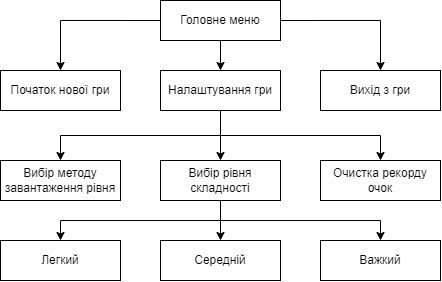 Головне меню
Початок нової гри
Налаштування гри
Вихід з гри
Вибір методу
завантаження рівня
Вибір рівня
складності
Очистка рекорду
очок
Легкий
Середній
Важкий